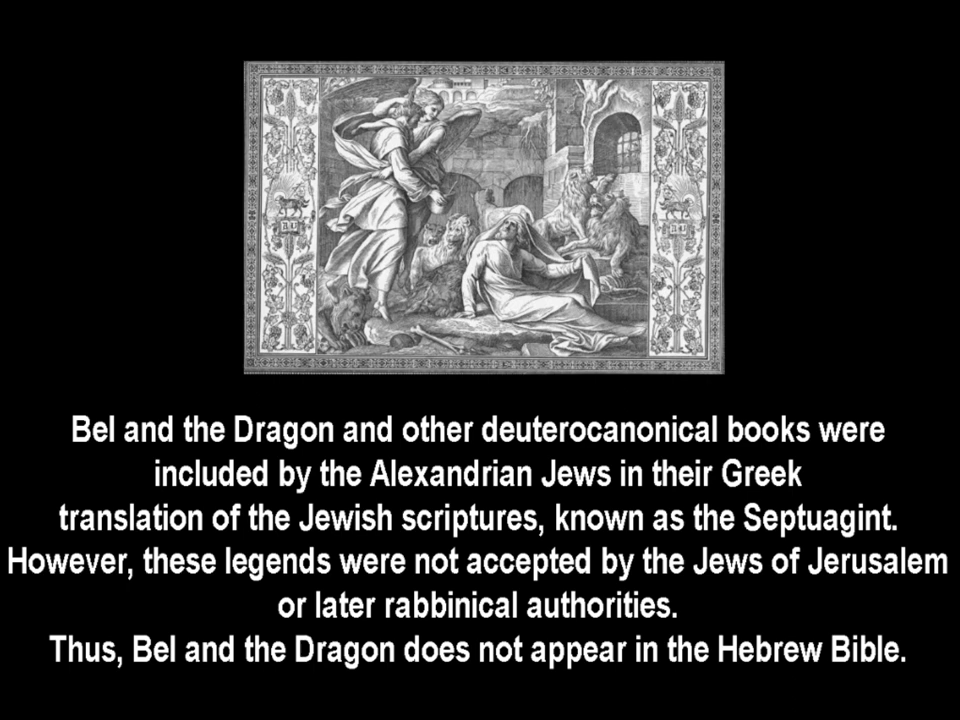 Bel and the Dragon and other deuterocanonical books were
included by the Alexandrian Jews in their Greek
translation of the Jewish scriptures, known as the Septuagint.
However, these legends were not accepted by the Jews of Jerusalem
or later rabbinical authorities.
Thus, Bel and the Dragon does not appear in the Hebrew Bible.